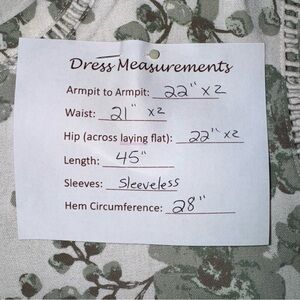 Dress Measurements
Armpit to Armpit: 22" x2
Waist: 21" x2
Hip (across laying flat): 22" x2
Length: 45"
Sleeves: Sleeveless
Hem Circumference: 28"